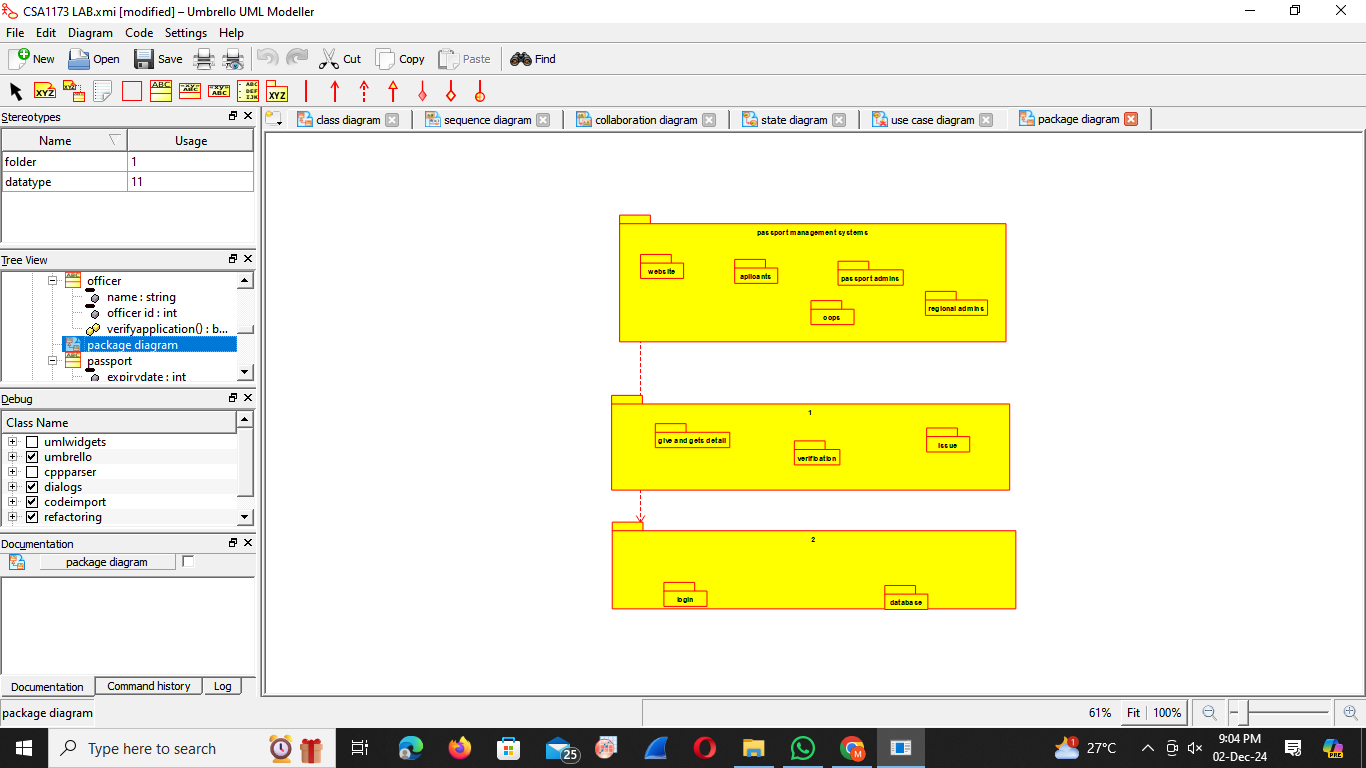 CSA1173 LAB.xmi [modified] – Umbrello UML Modeller
File Edit Diagram Code Settings Help
New Open Save Cut Copy Paste Find
Stereotypes
Name Usage
folder 1
datatype 11
Tree View
officer
name : string
officer id : int
verifyapplication() : b...
package diagram
passport
expirydate : int
Debug
Class Name
umlwidgets
umbrello
cppparser
dialogs
codeimport
refactoring
Documentation
package diagram
Documentation Command history Log
class diagram sequence diagram collaboration diagram state diagram use case diagram package diagram
passport management systems
website
aplicants
passport admins
oops
regional admins
1
give and gets detail
verification
issue
2
login
database
package diagram
61% Fit 100%
Type here to search
25
27°C
9:04 PM
02-Dec-24